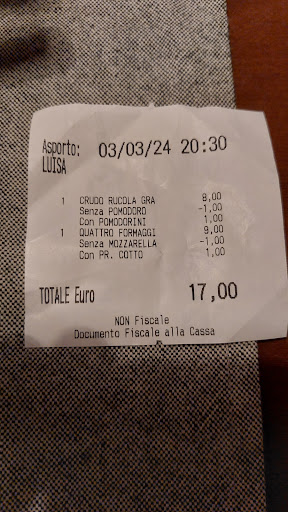 Asporto: 03/03/24 20:30
LUISA
1 CRUDO RUCOLA GRA 8,00
Senza POMODORO -1,00
Con POMODORINI 1,00
1 QUATTRO FORMAGGI 9,00
Senza MOZZARELLA -1,00
Con PR. COTTO 1,00
TOTALE Euro 17,00
NON Fiscale
Documento Fiscale alla Cassa